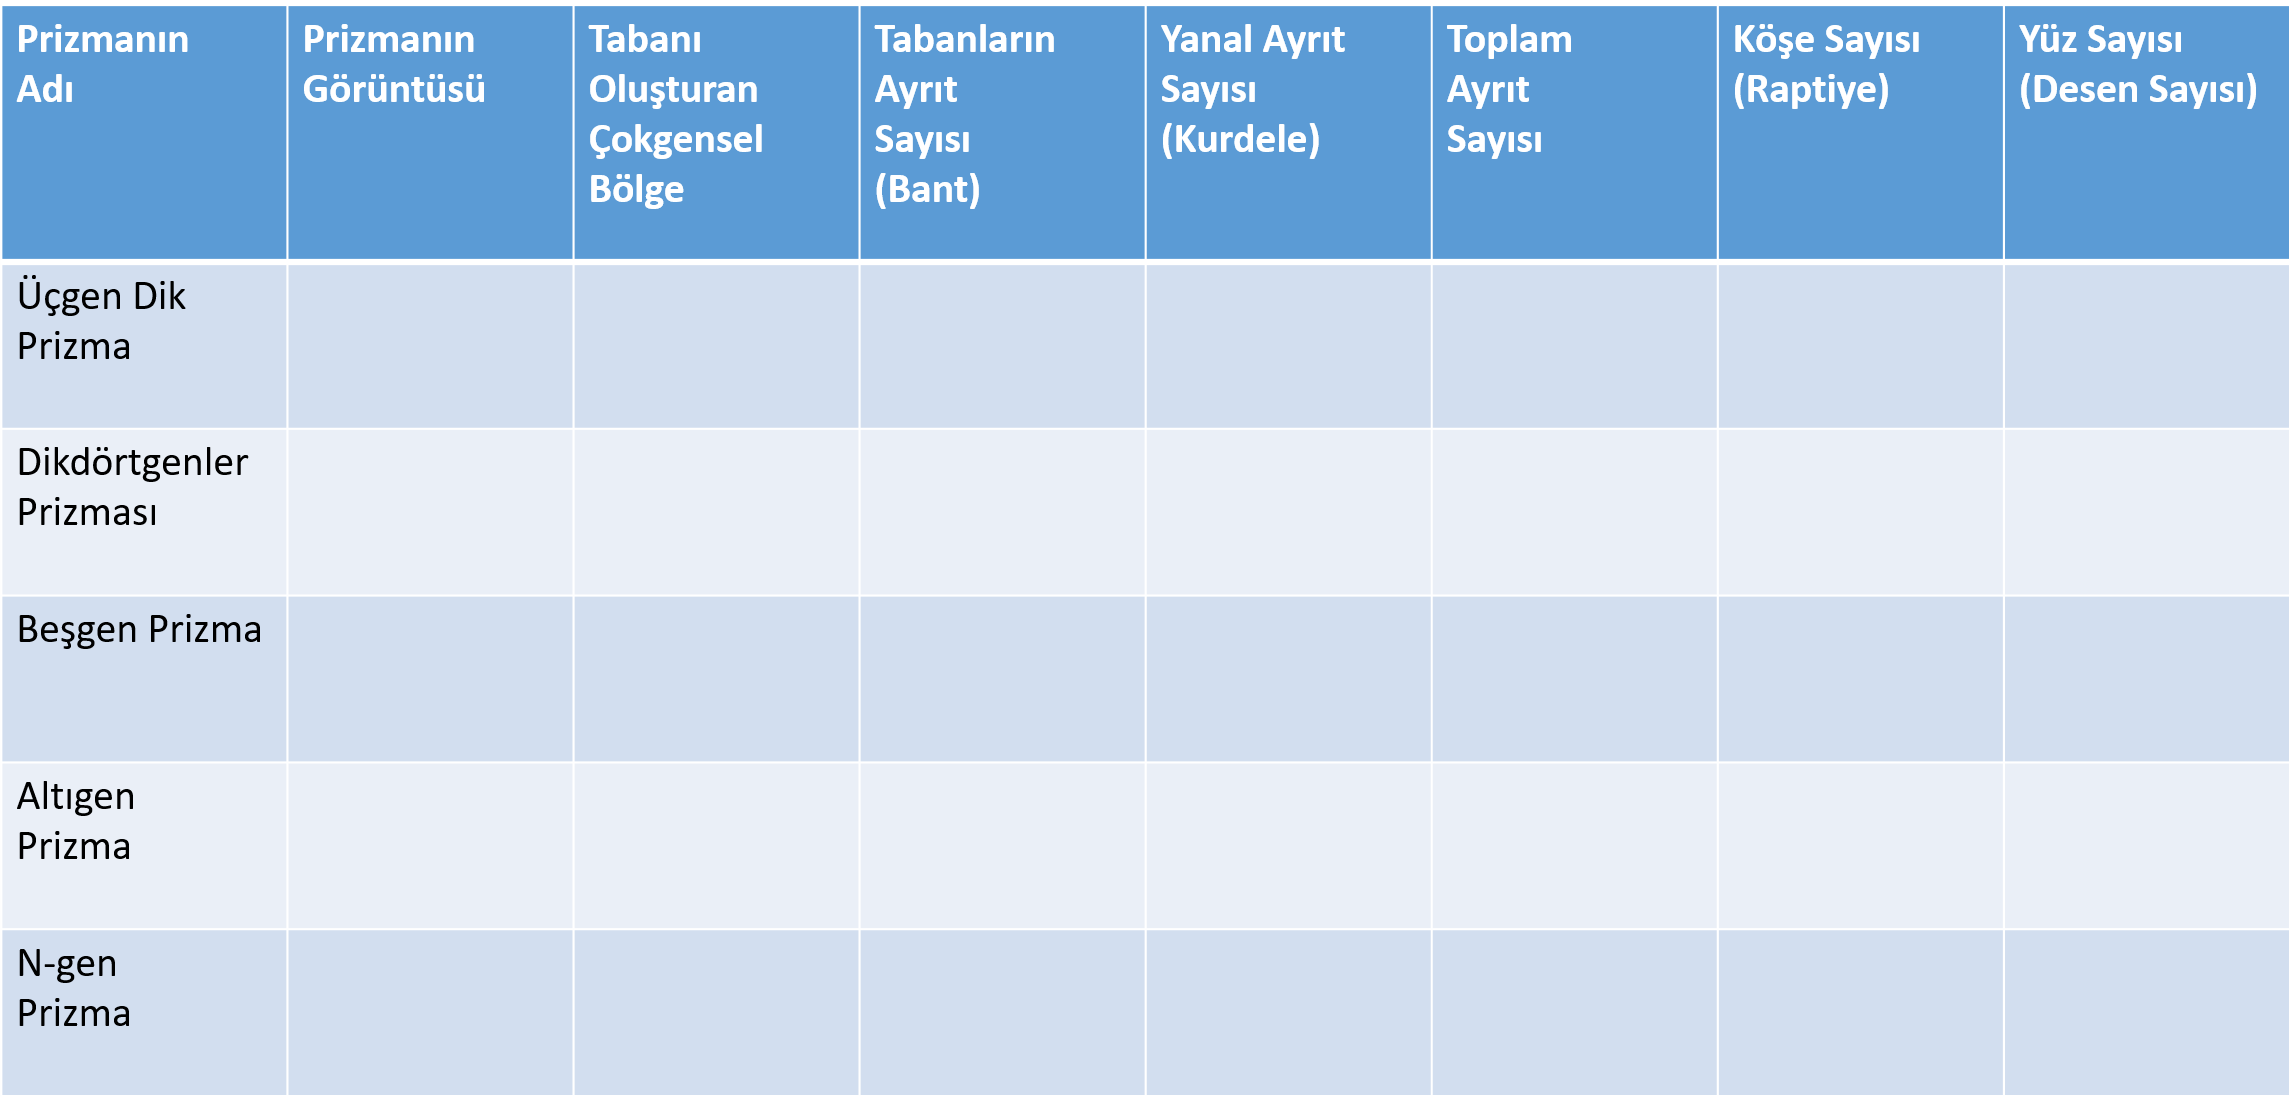 Prizmanın
Adı
Prizmanın
Görüntüsü
Tabanı
Oluşturan
Çokgensel
Bölge
Tabanların
Ayrıt
Sayısı
(Bant)
Yanal Ayrıt
Sayısı
(Kurdele)
Toplam
Ayrıt
Sayısı
Köşe Sayısı
(Raptiye)
Yüz Sayısı
(Desen Sayısı)
Üçgen Dik
Prizma
Dikdörtgenler
Prizması
Beşgen Prizma
Altıgen
Prizma
N-gen
Prizma